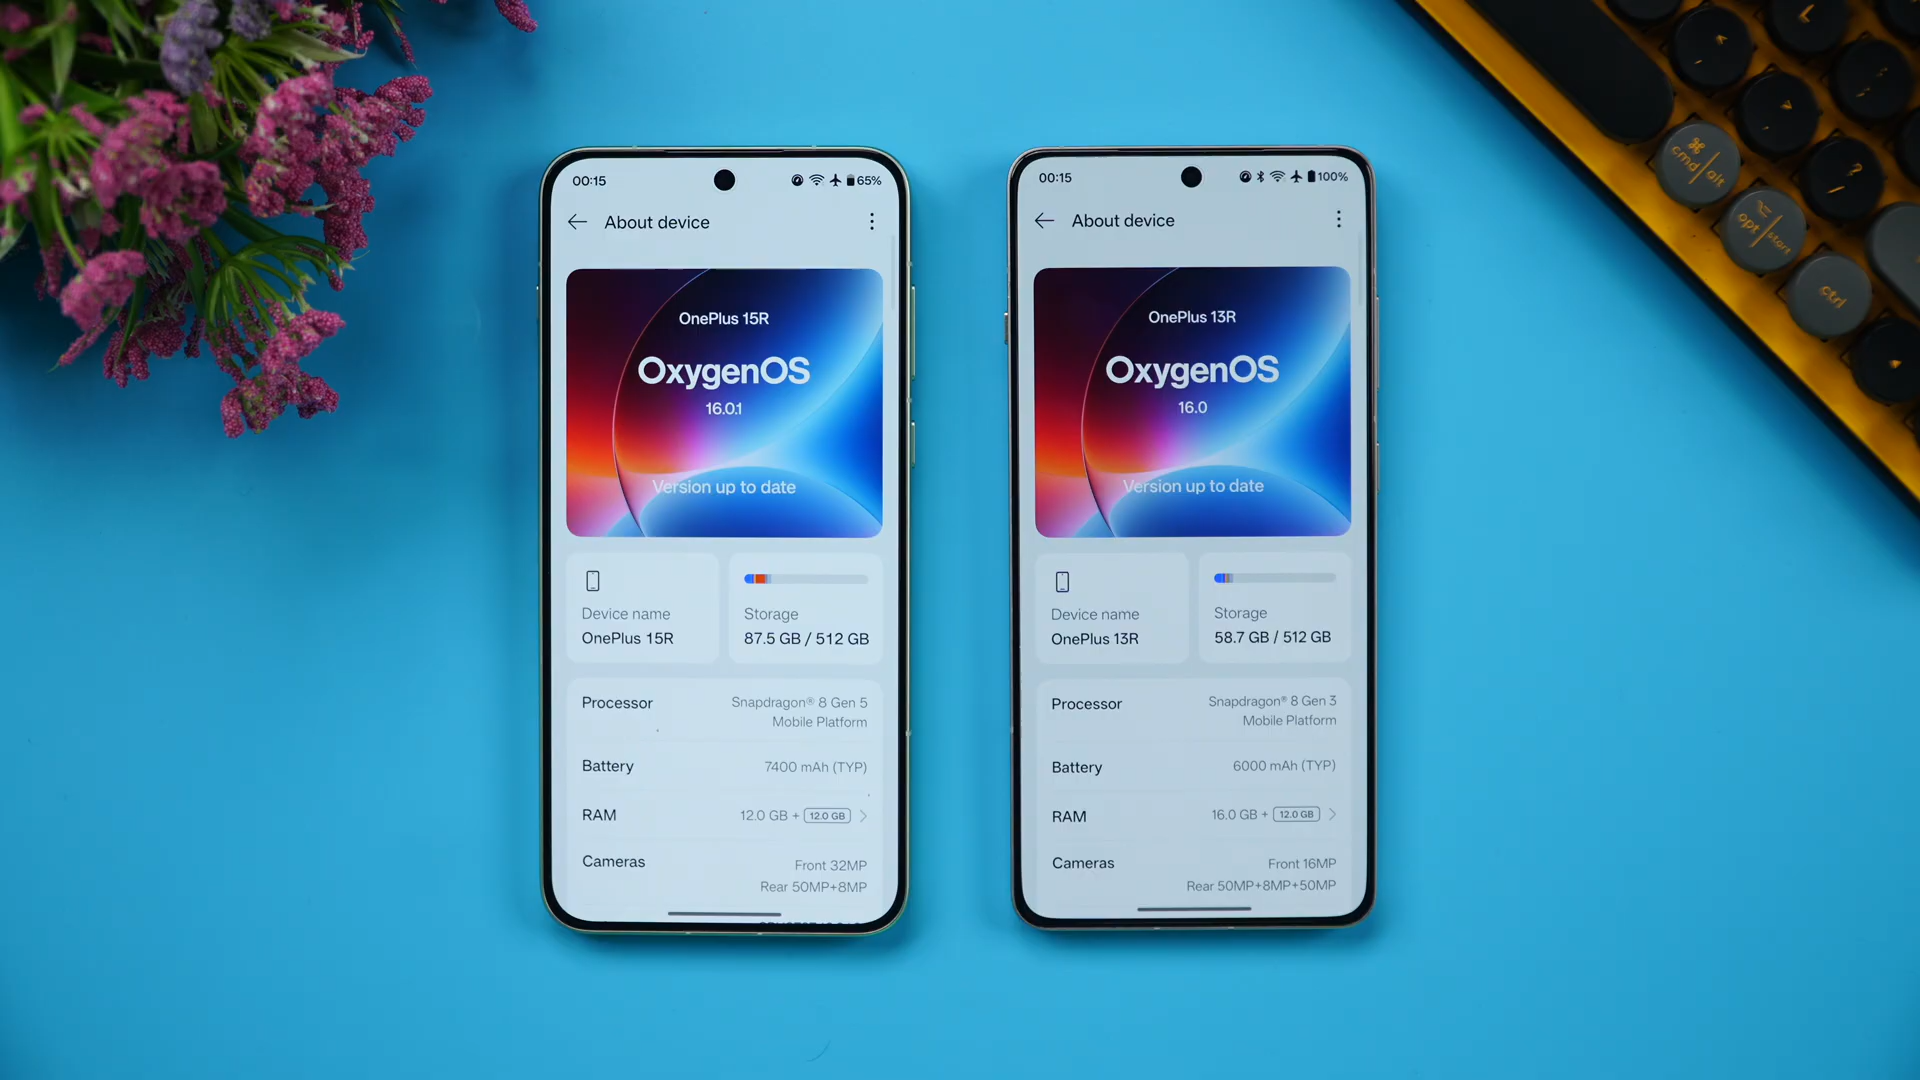 00:15
65%
About device
OnePlus 15R
OxygenOS
16.0.1
Version up to date
Device name
OnePlus 15R
Storage
87.5 GB / 512 GB
Processor
Snapdragon® 8 Gen 5
Mobile Platform
Battery
7400 mAh (TYP)
RAM
12.0 GB + 12.0 GB
Cameras
Front 32MP
Rear 50MP+8MP
00:15
100%
About device
OnePlus 13R
OxygenOS
16.0
Version up to date
Device name
OnePlus 13R
Storage
58.7 GB / 512 GB
Processor
Snapdragon® 8 Gen 3
Mobile Platform
Battery
6000 mAh (TYP)
RAM
16.0 GB + 12.0 GB
Cameras
Front 16MP
Rear 50MP+8MP+50MP
L
?
/
⌘
cmd | alt
⌥
opt | start
ctrl